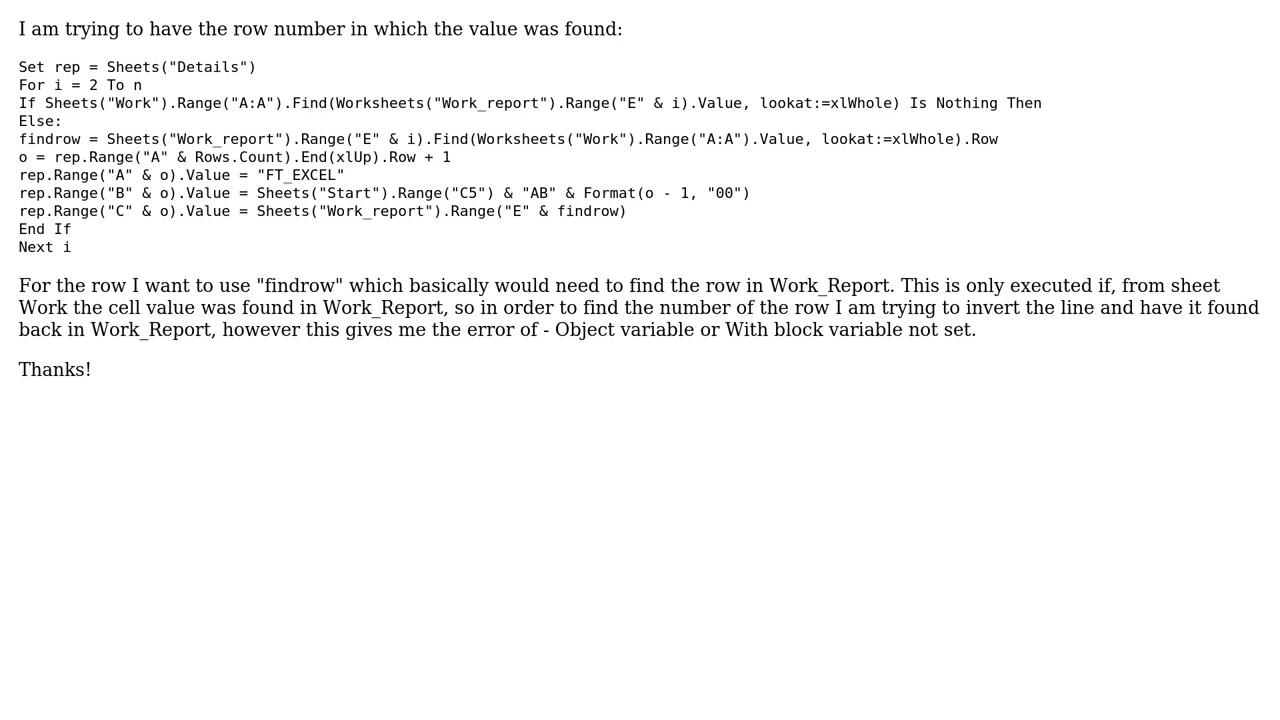 I am trying to have the row number in which the value was found:
Set rep = Sheets("Details")
For i = 2 To n
If Sheets("Work").Range("A:A").Find(Worksheets("Work_report").Range("E" & i).Value, lookat:=xlWhole) Is Nothing Then
Else:
findrow = Sheets("Work_report").Range("E" & i).Find(Worksheets("Work").Range("A:A").Value, lookat:=xlWhole).Row
o = rep.Range("A" & Rows.Count).End(xlUp).Row + 1
rep.Range("A" & o).Value = "FT_EXCEL"
rep.Range("B" & o).Value = Sheets("Start").Range("C5") & "AB" & Format(o - 1, "00")
rep.Range("C" & o).Value = Sheets("Work_report").Range("E" & findrow)
End If
Next i
For the row I want to use "findrow" which basically would need to find the row in Work_Report. This is only executed if, from sheet
Work the cell value was found in Work_Report, so in order to find the number of the row I am trying to invert the line and have it found
back in Work_Report, however this gives me the error of - Object variable or With block variable not set.
Thanks!